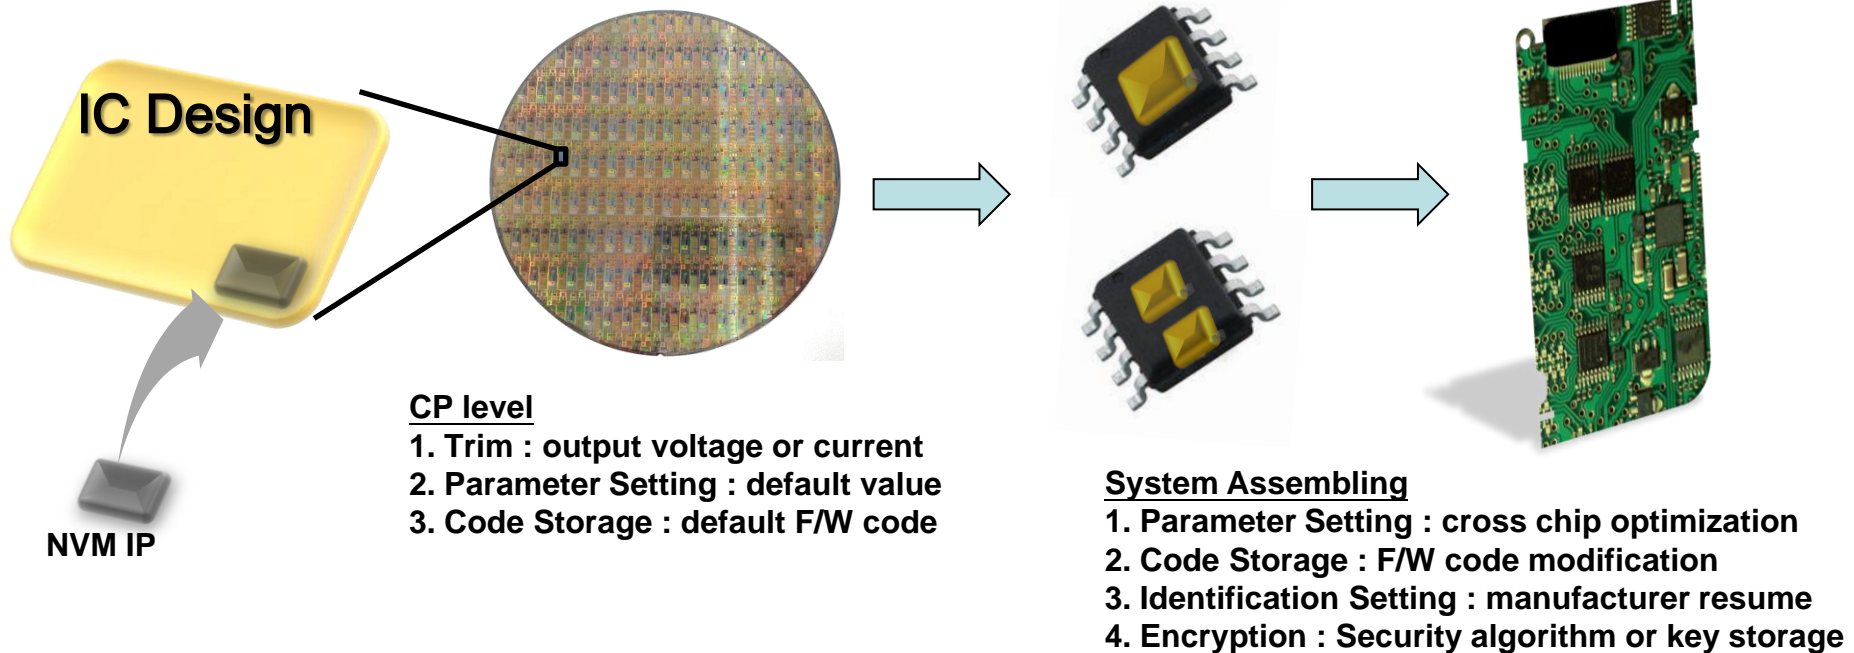 IC Design
NVM IP
CP level
1. Trim : output voltage or current
2. Parameter Setting : default value
3. Code Storage : default F/W code
System Assembling
1. Parameter Setting : cross chip optimization
2. Code Storage : F/W code modification
3. Identification Setting : manufacturer resume
4. Encryption : Security algorithm or key storage